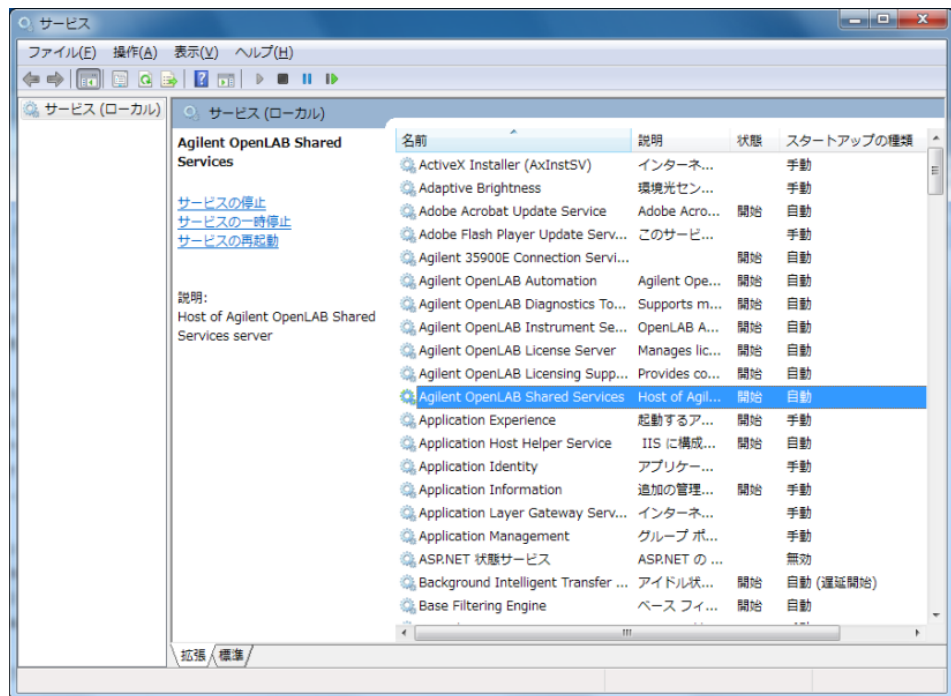 サービス
ファイル(F) 操作(A) 表示(V) ヘルプ(H)
サービス (ローカル)
サービス (ローカル)
Agilent OpenLAB Shared
Services
サービスの停止
サービスの一時停止
サービスの再起動
説明:
Host of Agilent OpenLAB Shared
Services server
名前 説明 状態 スタートアップの種類
ActiveX Installer (AxInstSV) インターネ... 手動
Adaptive Brightness 環境光セン... 手動
Adobe Acrobat Update Service Adobe Acro... 開始 自動
Adobe Flash Player Update Serv... このサービ... 手動
Agilent 35900E Connection Servi... 開始 自動
Agilent OpenLAB Automation Agilent Ope... 開始 自動
Agilent OpenLAB Diagnostics To... Supports m... 開始 自動
Agilent OpenLAB Instrument Se... OpenLAB A... 開始 自動
Agilent OpenLAB License Server Manages lic... 開始 自動
Agilent OpenLAB Licensing Supp... Provides co... 開始 自動
Agilent OpenLAB Shared Services Host of Agil... 開始 自動
Application Experience 起動するア... 開始 手動
Application Host Helper Service IIS に構成... 開始 自動
Application Identity アプリケー... 手動
Application Information 追加の管理... 開始 手動
Application Layer Gateway Serv... インターネ... 手動
Application Management グループ ポ... 手動
ASP.NET 状態サービス ASP.NET の ... 無効
Background Intelligent Transfer ... アイドル状... 開始 自動 (遅延開始)
Base Filtering Engine ベース フィ... 開始 自動
拡張 標準